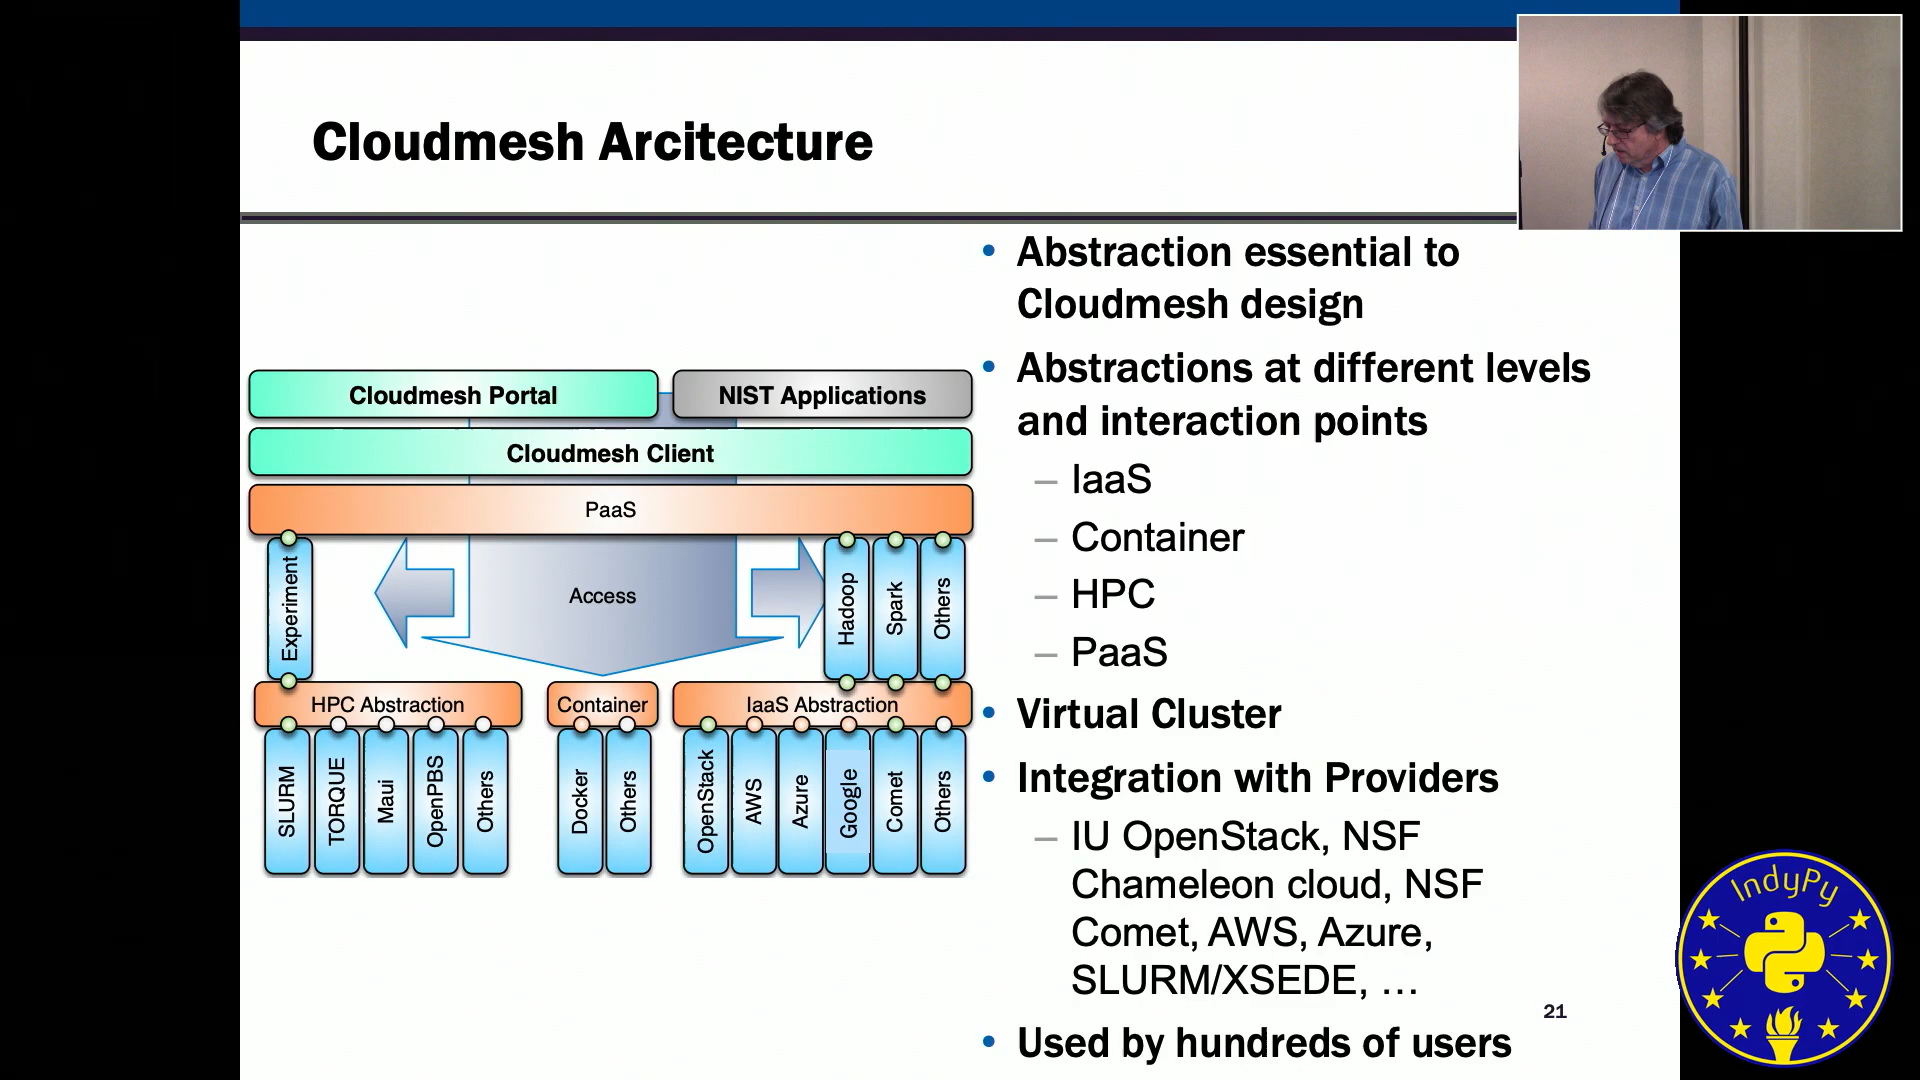 Cloudmesh Arcitecture
Cloudmesh Portal
NIST Applications
Cloudmesh Client
PaaS
Experiment
Access
Hadoop
Spark
Others
HPC Abstraction
Container
IaaS Abstraction
SLURM
TORQUE
Maui
OpenPBS
Others
Docker
Others
OpenStack
AWS
Azure
Google
Comet
Others
• Abstraction essential to
Cloudmesh design
• Abstractions at different levels
and interaction points
– IaaS
– Container
– HPC
– PaaS
• Virtual Cluster
• Integration with Providers
– IU OpenStack, NSF
Chameleon cloud, NSF
Comet, AWS, Azure,
SLURM/XSEDE, …
• Used by hundreds of users
21
IndyPy